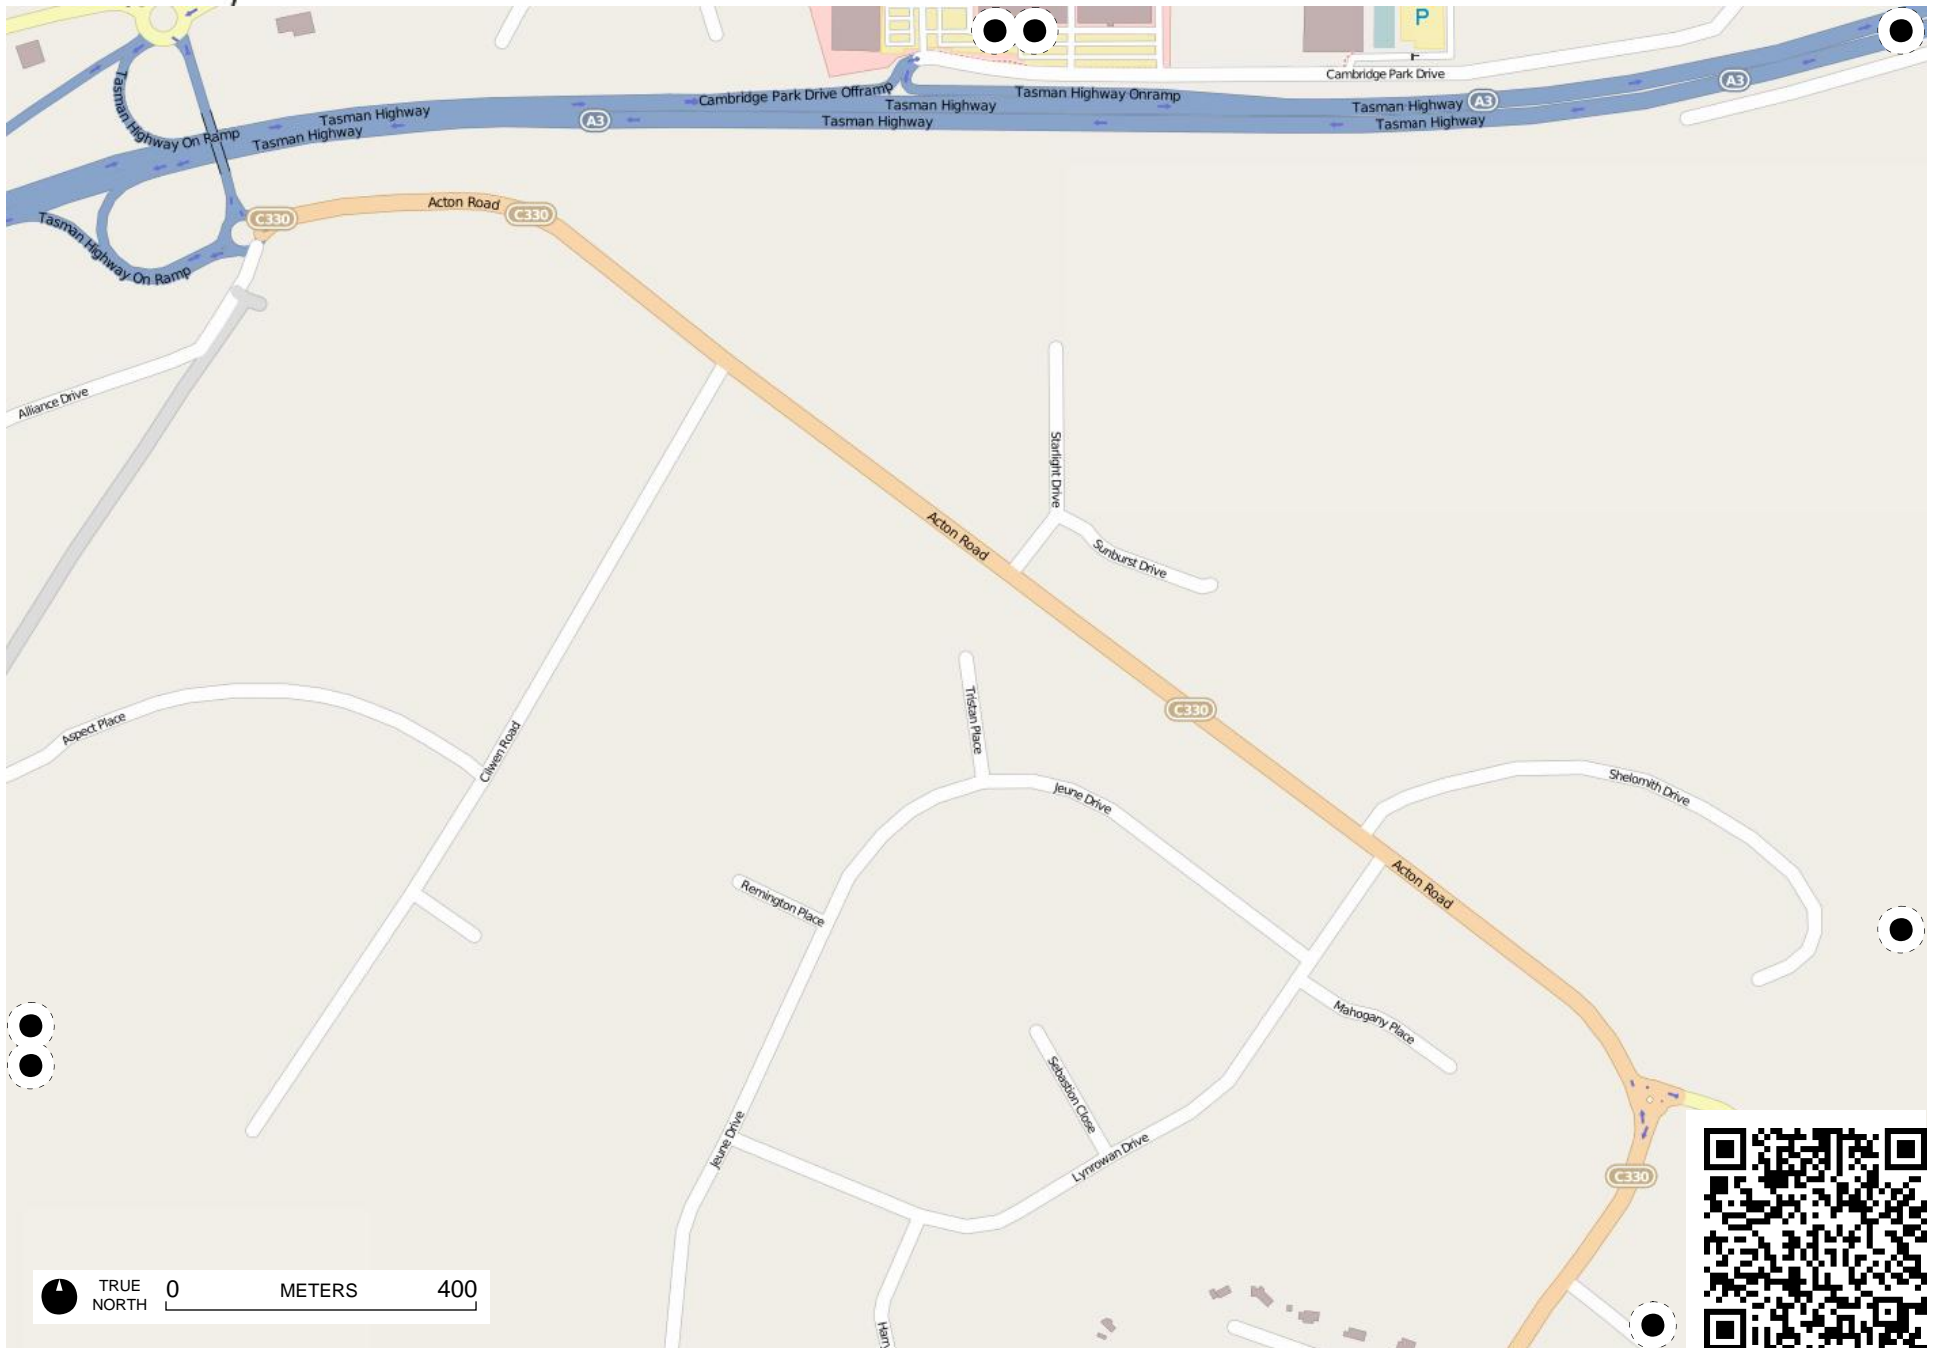 P
Cambridge Park Drive
A3
Cambridge Park Drive Offramp
Tasman Highway Onramp
Tasman Highway
Tasman Highway
Tasman Highway
A3
Tasman Highway
A3
Tasman Highway
Tasman Highway
Tasman Highway
Tasman Highway On Ramp
C330
Acton Road
C330
Tasman Highway On Ramp
Alliance Drive
Starlight Drive
Acton Road
Sunburst Drive
Tristan Place
C330
Aspect Place
Cilwen Road
Jeune Drive
Shelomith Drive
Acton Road
Remington Place
Mahogany Place
Sebastion Close
Jeune Drive
Lynrowan Drive
C330
TRUE
NORTH
0 METERS 400